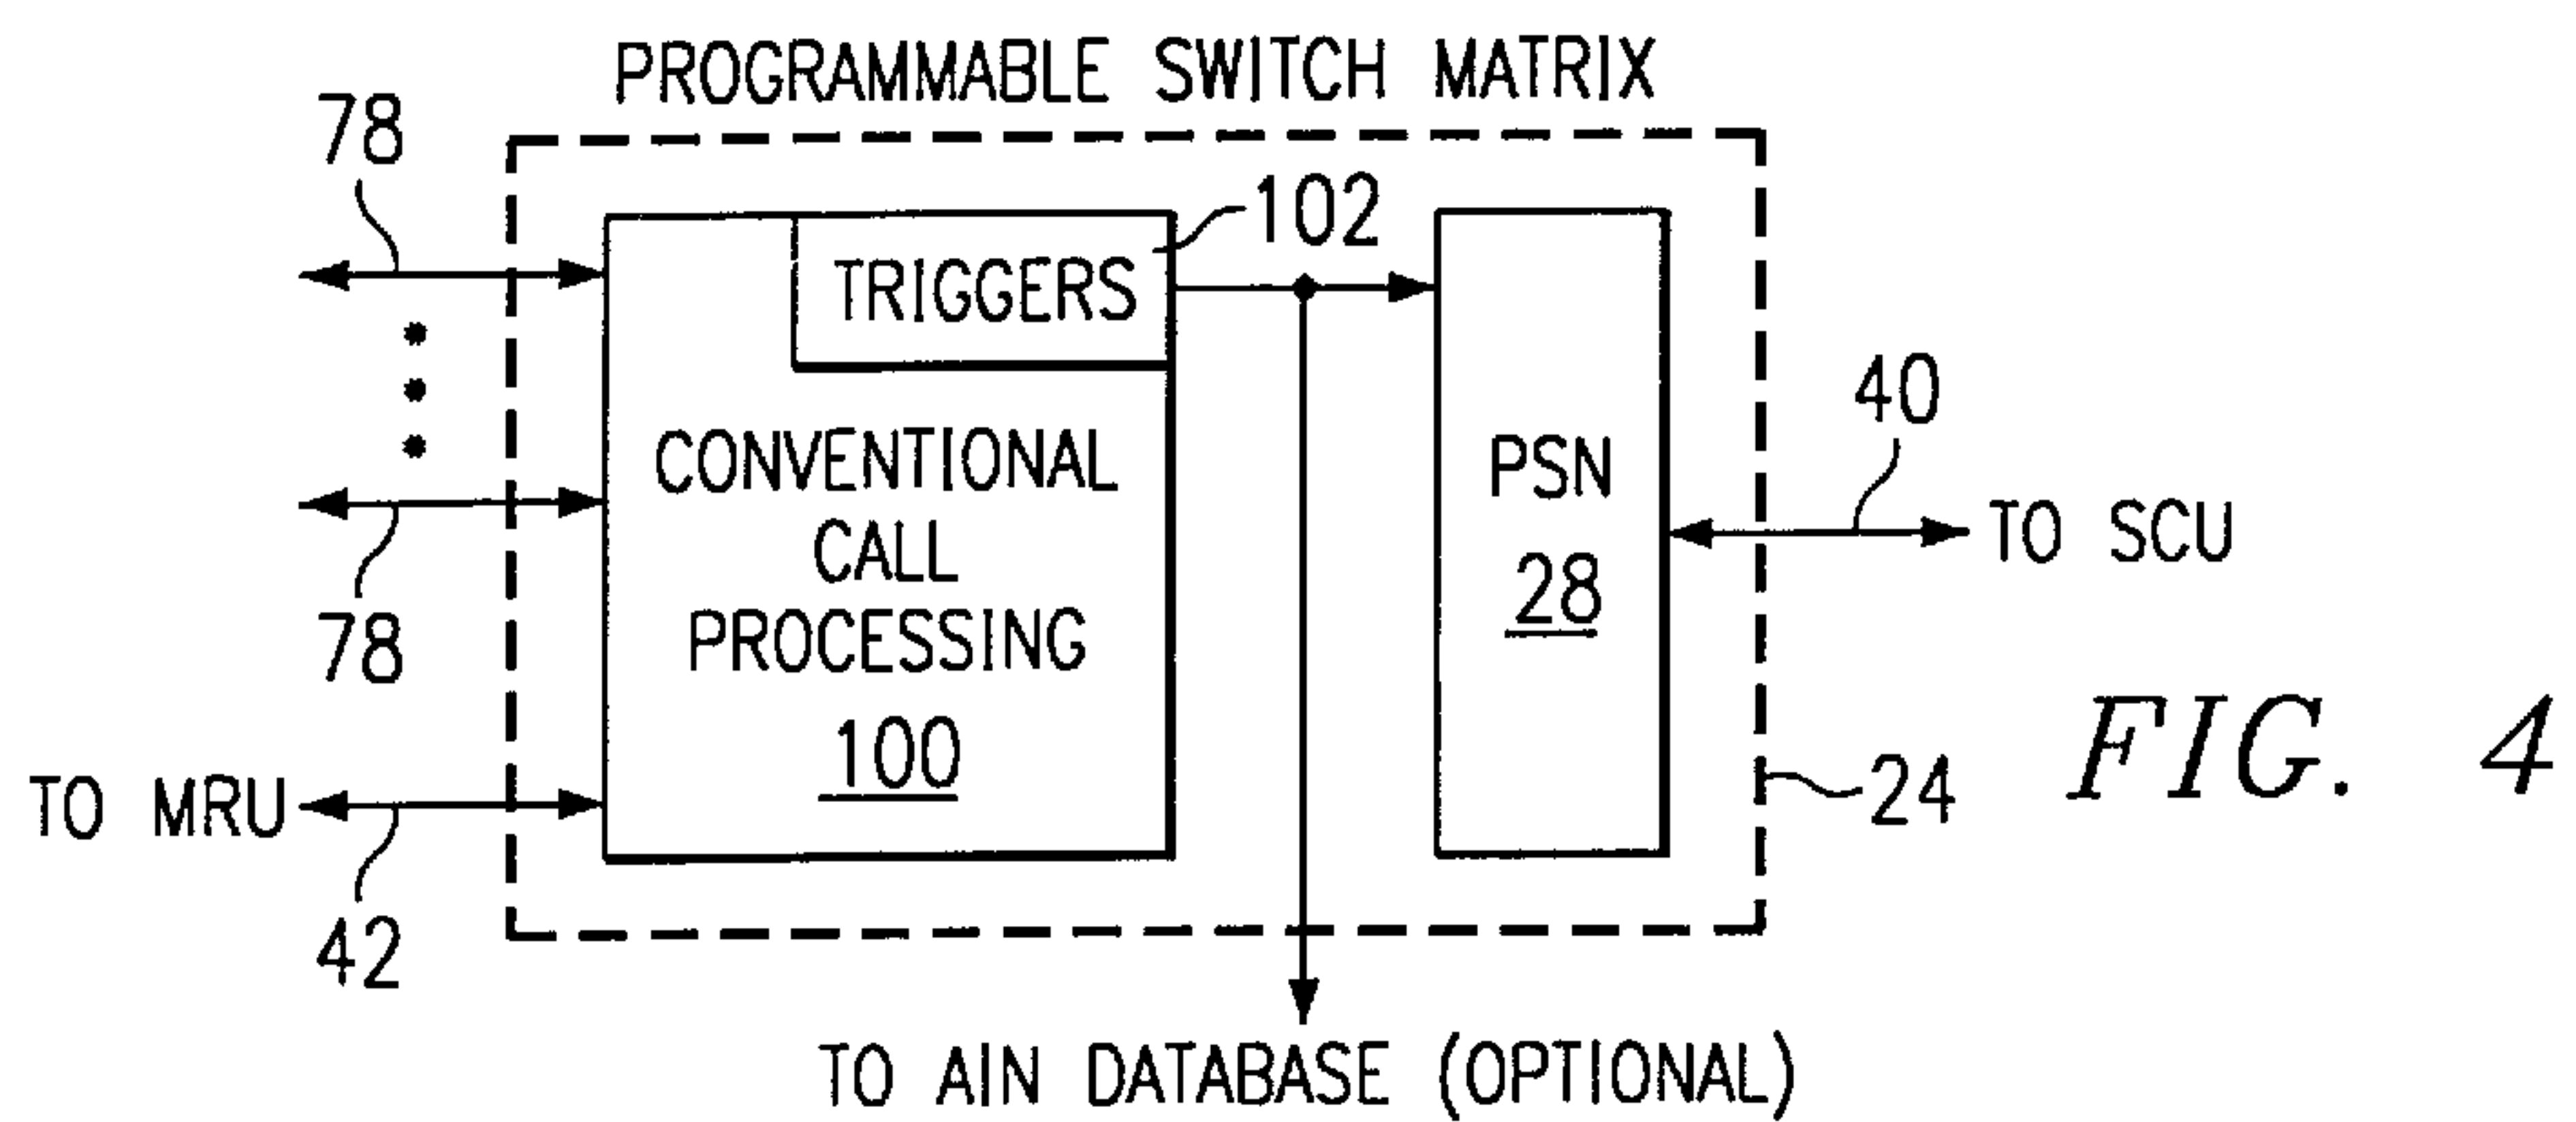 PROGRAMMABLE SWITCH MATRIX
78
102
TRIGGERS
40
CONVENTIONAL
CALL
PROCESSING
100
PSN
28
TO SCU
78
TO MRU
24
FIG. 4
42
TO AIN DATABASE (OPTIONAL)